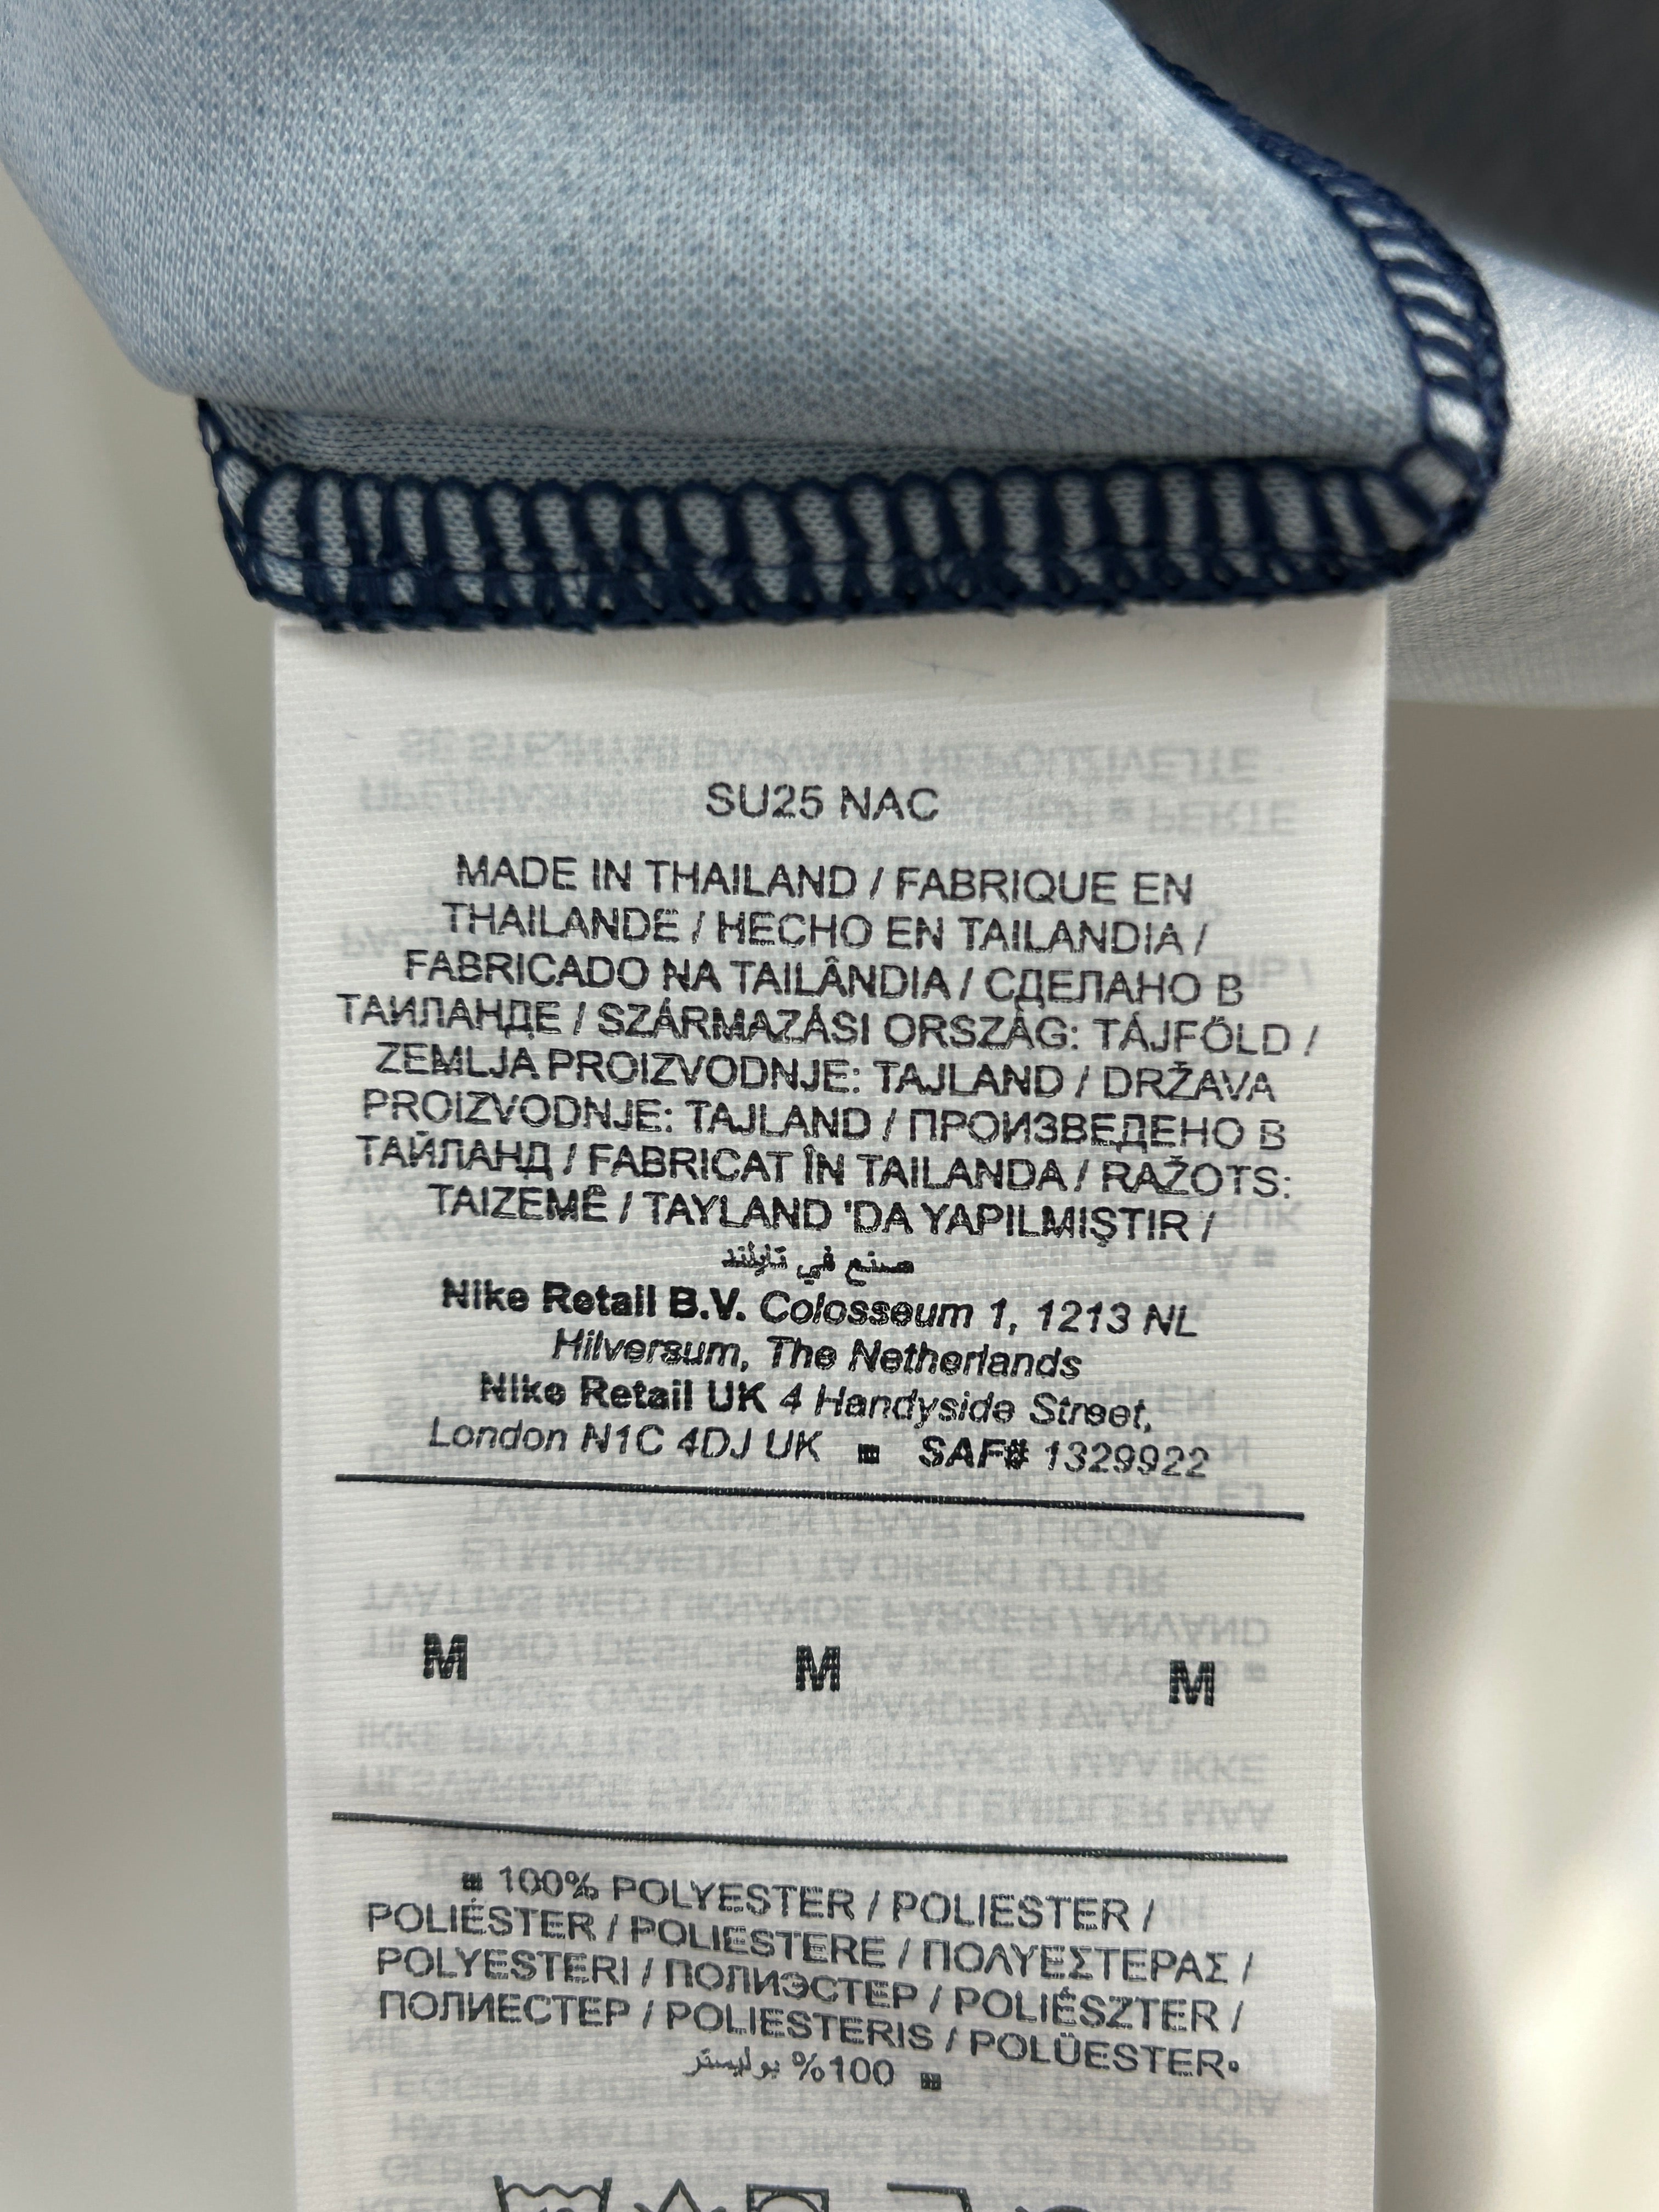 SU25 NAC
MADE IN THAILAND / FABRIQUE EN
THAILANDE / HECHO EN TAILANDIA /
FABRICADO NA TAILÂNDIA / СДЕЛАНО В
ТАИЛАНДЕ / SZÁRMAZÁSI ORSZÁG: TÁJFÖLD /
ZEMLJA PROIZVODNJE: TAJLAND / DRŽAVA
PROIZVODNJE: TAJLAND / ПРОИЗВЕДЕНО В
ТАЙЛАНД / FABRICAT ÎN TAILANDA / RAŽOTS:
TAIZEMĒ / TAYLAND 'DA YAPILMIŞTIR /
صنع في تايلند
Nike Retail B.V. Colosseum 1, 1213 NL
Hilversum, The Netherlands
Nike Retail UK 4 Handyside Street,
London N1C 4DJ UK ■ SAF# 1329922
M M M
■ 100% POLYESTER / POLIESTER /
POLIÉSTER / POLIESTERE / ΠΟΛΥΕΣΤΕΡΑΣ /
POLYESTERI / ПОЛИЭСТЕР / POLIÉSZTER /
ПОЛИЕСТЕР / POLIESTERIS / POLÜESTER•
100% بوليستر ■